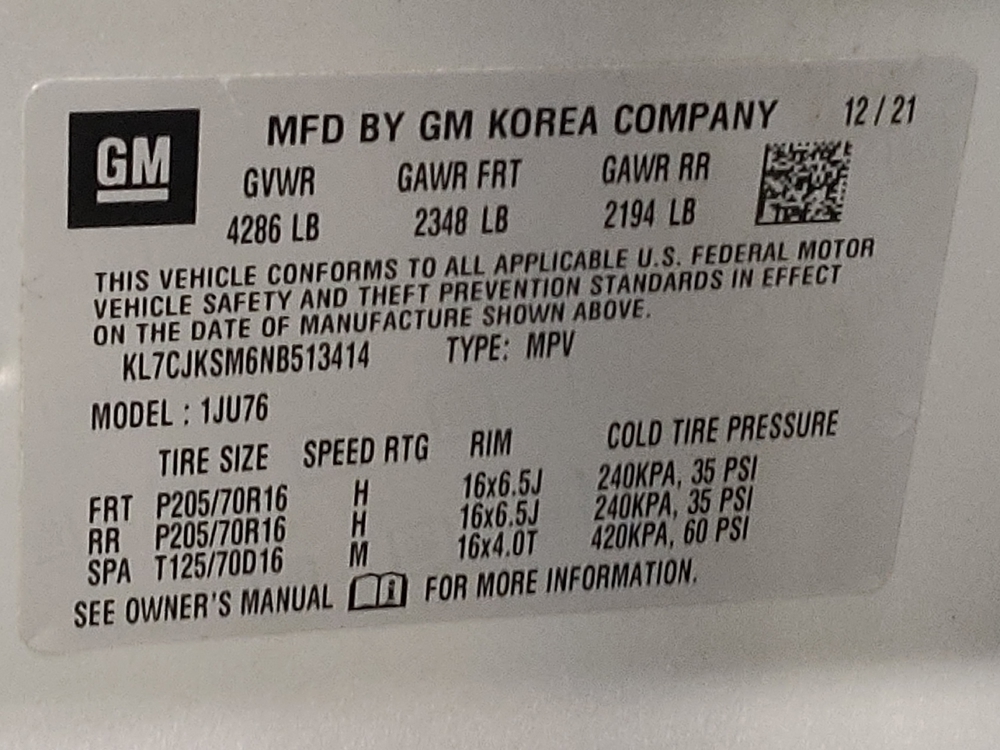 GM
MFD BY GM KOREA COMPANY 12/21
GVWR GAWR FRT GAWR RR
4286 LB 2348 LB 2194 LB
THIS VEHICLE CONFORMS TO ALL APPLICABLE U.S. FEDERAL MOTOR
VEHICLE SAFETY AND THEFT PREVENTION STANDARDS IN EFFECT
ON THE DATE OF MANUFACTURE SHOWN ABOVE.
KL7CJKSM6NB513414 TYPE: MPV
MODEL : 1JU76
TIRE SIZE SPEED RTG RIM COLD TIRE PRESSURE
FRT P205/70R16 H 16x6.5J 240KPA, 35 PSI
RR P205/70R16 H 16x6.5J 240KPA, 35 PSI
SPA T125/70D16 M 16x4.0T 420KPA, 60 PSI
SEE OWNER'S MANUAL i FOR MORE INFORMATION.